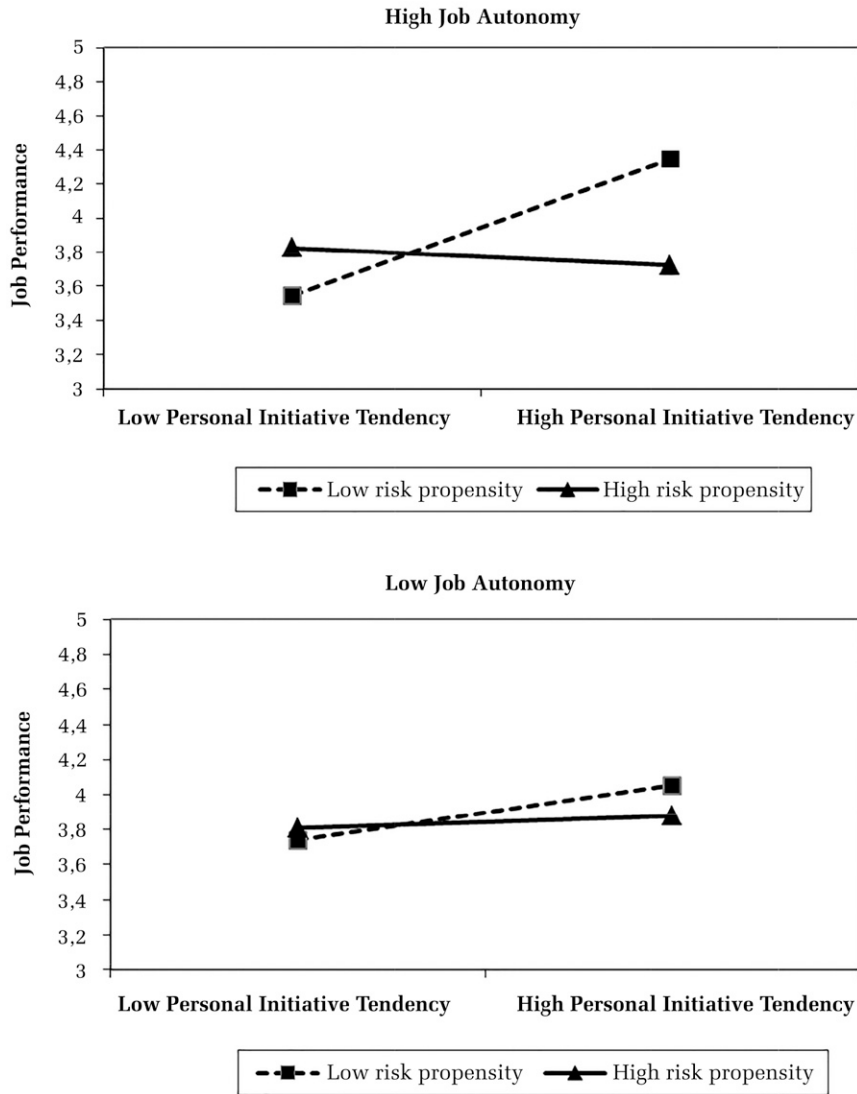 High Job Autonomy
5
4,8
4,6
4,4
4,2
4
3,8
3,6
3,4
3,2
3
Job Performance
Low Personal Initiative Tendency High Personal Initiative Tendency
Low risk propensity High risk propensity
Low Job Autonomy
5
4,8
4,6
4,4
4,2
4
3,8
3,6
3,4
3,2
3
Job Performance
Low Personal Initiative Tendency High Personal Initiative Tendency
Low risk propensity High risk propensity